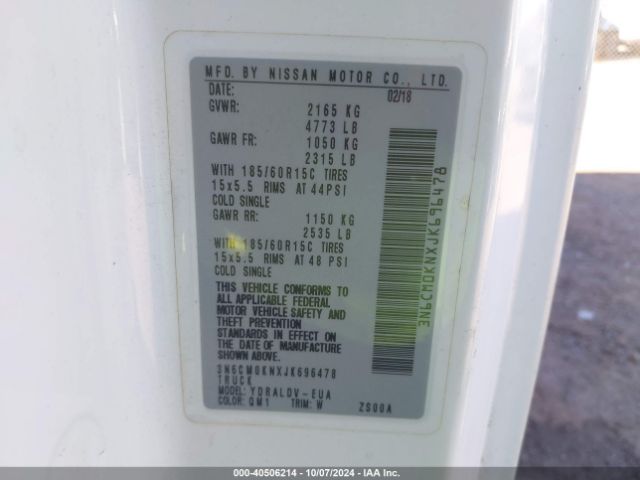 MFD. BY NISSAN MOTOR CO., LTD.
DATE: 02/18
GVWR: 2165 KG
4773 LB
GAWR FR: 1050 KG
2315 LB
WITH 185/60R15C TIRES
15x5.5 RIMS AT 44PSI
COLD SINGLE
GAWR RR: 1150 KG
2535 LB
WITH 185/60R15C TIRES
15x5.5 RIMS AT 48 PSI
COLD SINGLE
THIS VEHICLE CONFORMS TO
ALL APPLICABLE FEDERAL
MOTOR VEHICLE SAFETY AND
THEFT PREVENTION
STANDARDS IN EFFECT ON
THE DATE OF MANUFACTURE
SHOWN ABOVE.
3N6CM0KNXJK696478
TRUCK
MODEL: YDRALDV-EUA
COLOR: QM1 TRIM: W ZS00A
3N6CM0KNXJK696478
000-40506214 - 10/07/2024 - IAA Inc.